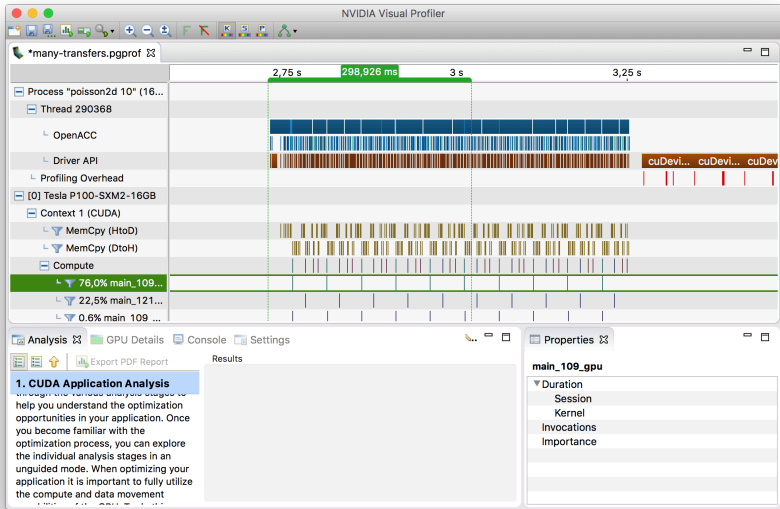 NVIDIA Visual Profiler
*many-transfers.pgprof
2,75 s
298,926 ms
3 s
3,25 s
Process "poisson2d 10" (16...
Thread 290368
OpenACC
Driver API
cuDevi...
cuDevi...
cuDev
Profiling Overhead
[0] Tesla P100-SXM2-16GB
Context 1 (CUDA)
MemCpy (HtoD)
MemCpy (DtoH)
Compute
76,0% main_109...
22,5% main_121...
0.6% main_109_...
Analysis
GPU Details
Console
Settings
Properties
Export PDF Report
Results
1. CUDA Application Analysis
through the various analysis stages to
help you understand the optimization
opportunities in your application. Once
you become familiar with the
optimization process, you can explore
the individual analysis stages in an
unguided mode. When optimizing your
application it is important to fully utilize
the compute and data movement
main_109_gpu
Duration
Session
Kernel
Invocations
Importance